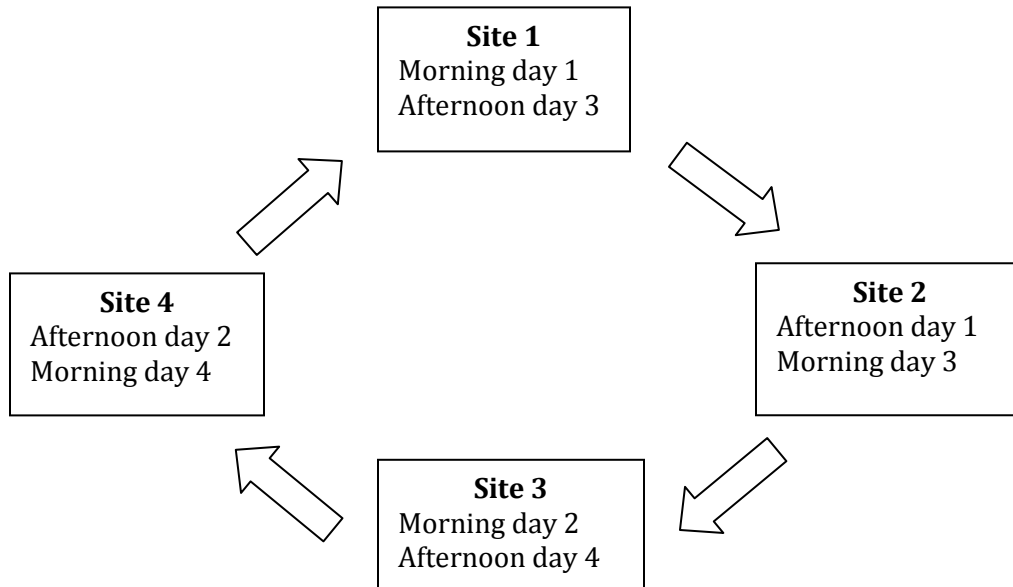 Site 1
Morning day 1
Afternoon day 3
Site 4
Afternoon day 2
Morning day 4
Site 2
Afternoon day 1
Morning day 3
Site 3
Morning day 2
Afternoon day 4